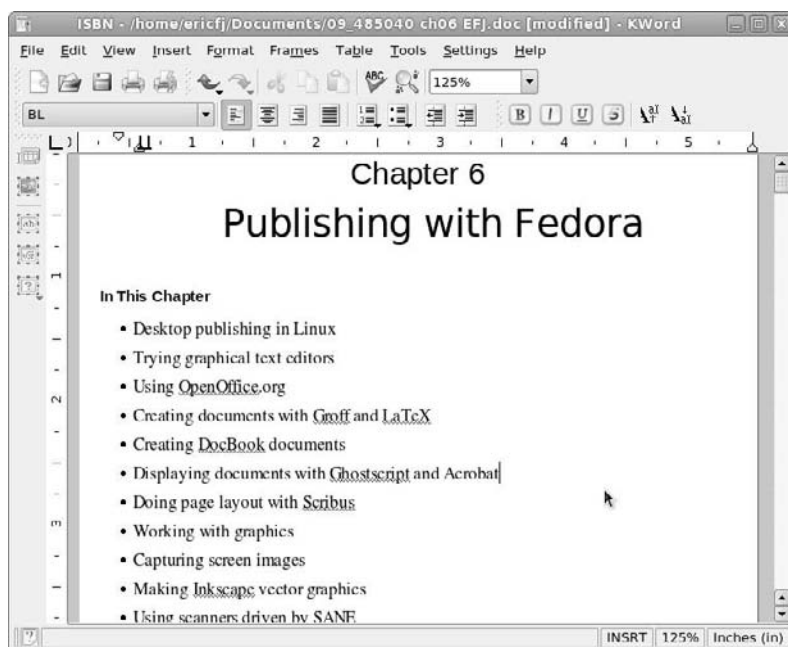 ISBN - /home/ericfj/Documents/09_485040 ch06 EFJ.doc [modified] - KWord
File Edit View Insert Format Frames Table Tools Settings Help
ABC 125%
BL B I U S
1 2 3 4 5
Chapter 6
Publishing with Fedora
1
In This Chapter
• Desktop publishing in Linux
• Trying graphical text editors
2
• Using OpenOffice.org
• Creating documents with Groff and LaTeX
• Creating DocBook documents
• Displaying documents with Ghostscript and Acrobat
• Doing page layout with Scribus
3
• Working with graphics
• Capturing screen images
• Making Inkscape vector graphics
• Using scanners driven by SANE
INSRT 125% Inches (in)